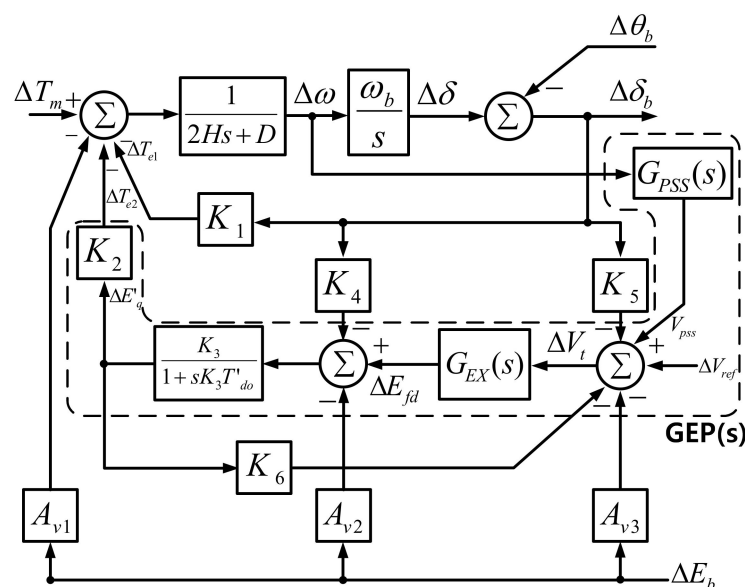 Δθ_b
ΔT_m + Σ 1 / 2Hs + D Δω ω_b / s Δδ Σ − Δδ_b
− −ΔT_e1
− ΔT_e2
G_PSS(s)
K_1
K_2 K_4 K_5
ΔE'_q − − V_pss
K_3 / 1 + sK_3T'_do Σ + ΔE_fd G_EX(s) ΔV_t Σ + ΔV_ref
− − −
GEP(s)
K_6
A_v1 A_v2 A_v3
ΔE_b